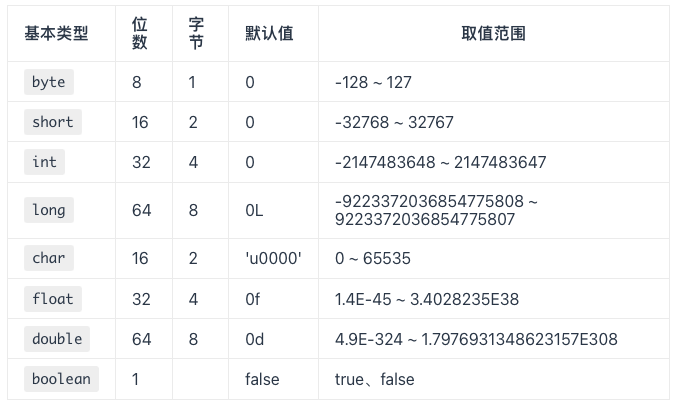 基本类型 位数 字节 默认值 取值范围
byte 8 1 0 -128 ~ 127
short 16 2 0 -32768 ~ 32767
int 32 4 0 -2147483648 ~ 2147483647
long 64 8 0L -9223372036854775808 ~
9223372036854775807
char 16 2 'u0000' 0 ~ 65535
float 32 4 0f 1.4E-45 ~ 3.4028235E38
double 64 8 0d 4.9E-324 ~ 1.7976931348623157E308
boolean 1 false true、false